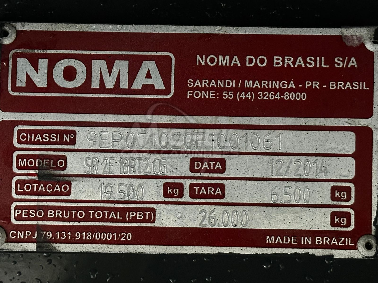 NOMA
NOMA DO BRASIL S/A
SARANDI / MARINGÁ - PR - BRASIL
FONE: 55 (44) 3264-8000
CHASSI Nº
MODELO DATA 12/2014
LOTACAO 19.500 kg TARA 6.500 kg
PESO BRUTO TOTAL (PBT) 26.000 kg
CNPJ 79.131.918/0001/20 MADE IN BRAZIL